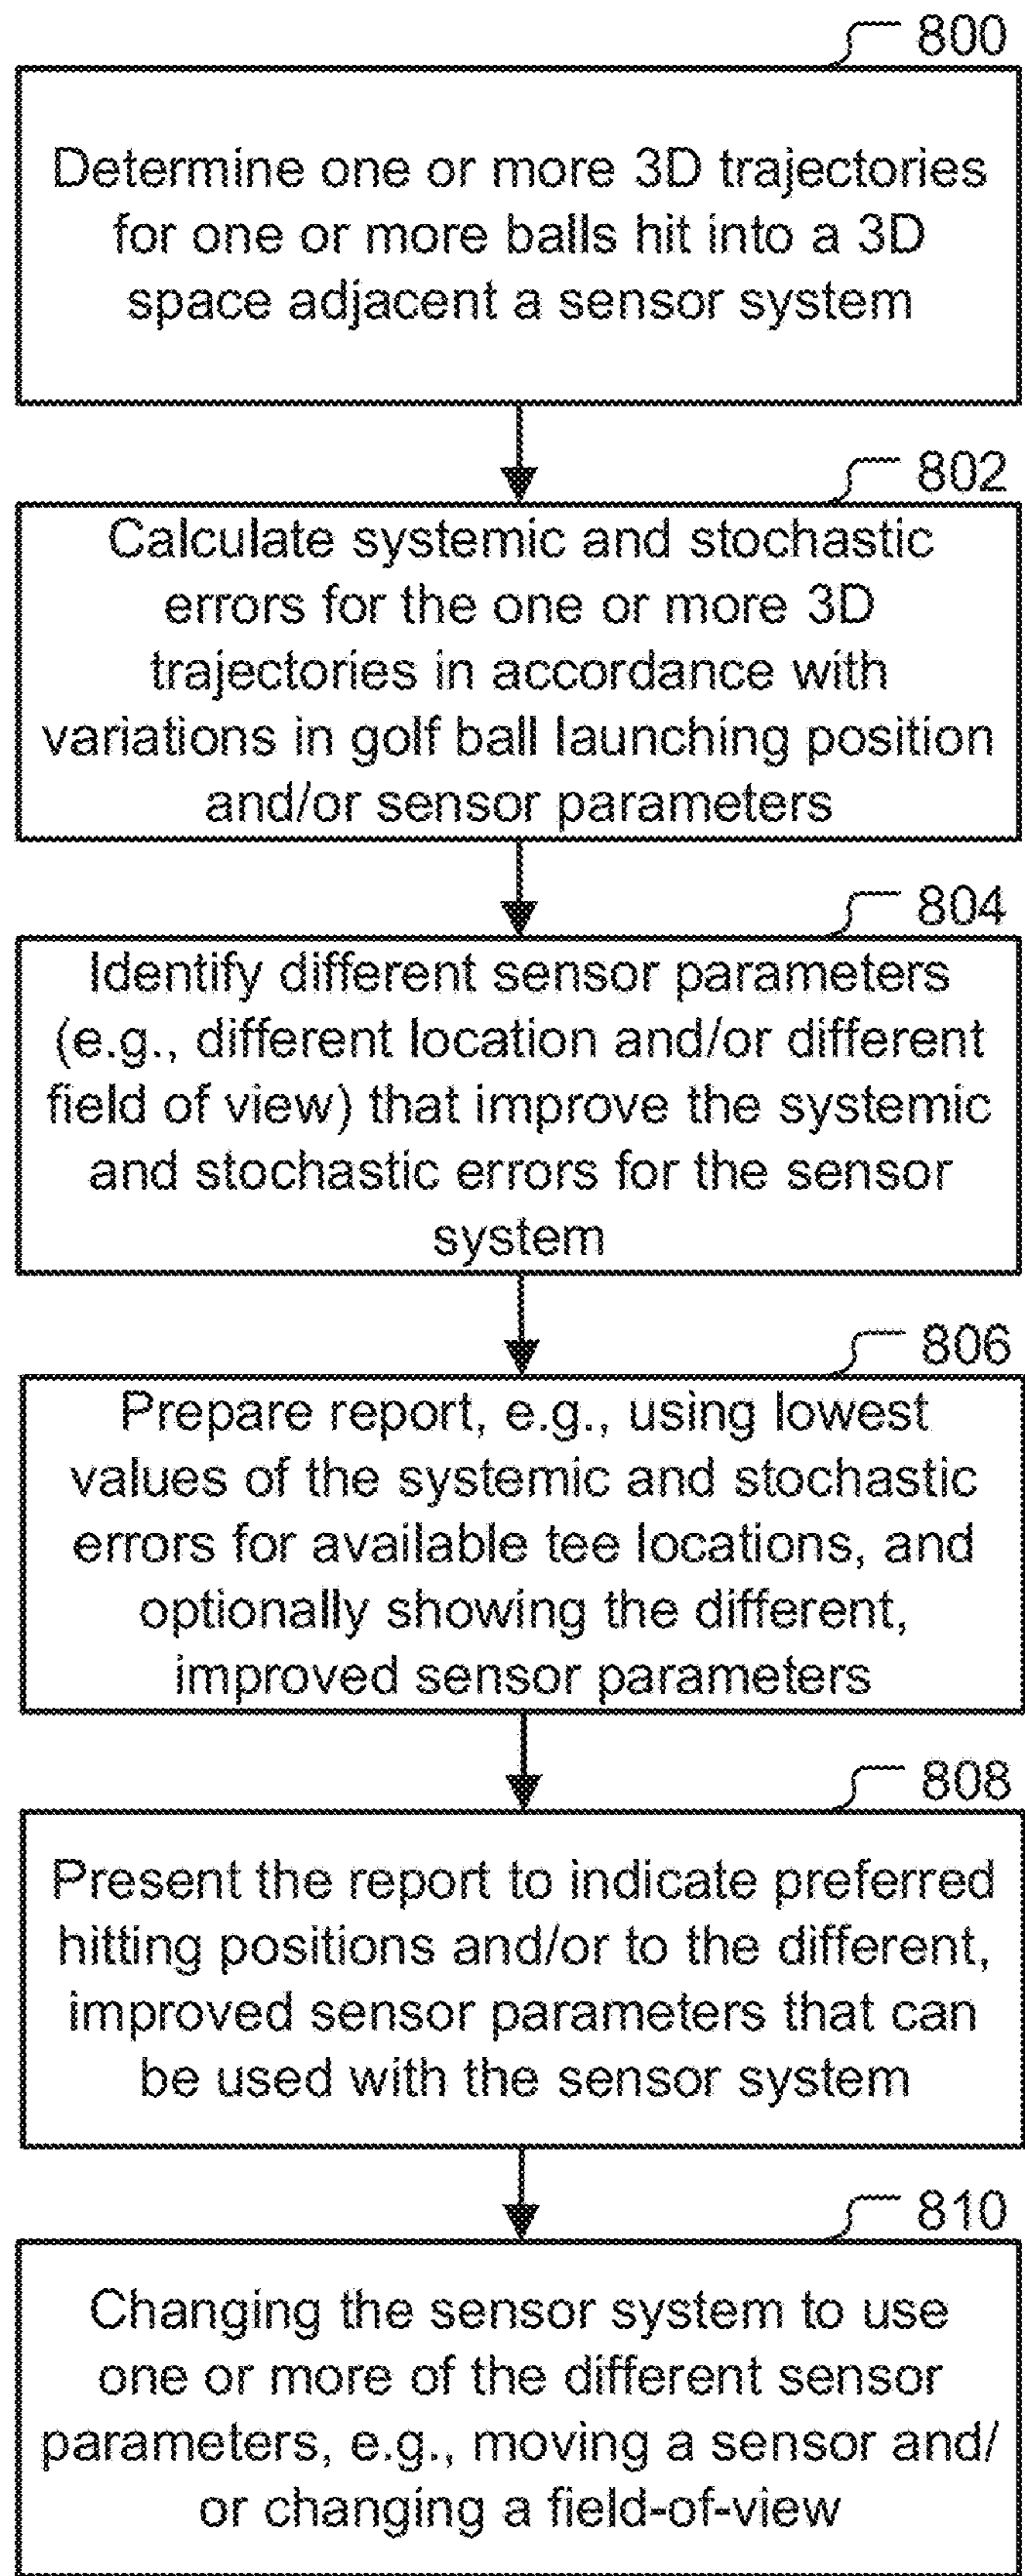 800
Determine one or more 3D trajectories
for one or more balls hit into a 3D
space adjacent a sensor system
802
Calculate systemic and stochastic
errors for the one or more 3D
trajectories in accordance with
variations in golf ball launching position
and/or sensor parameters
804
Identify different sensor parameters
(e.g., different location and/or different
field of view) that improve the systemic
and stochastic errors for the sensor
system
806
Prepare report, e.g., using lowest
values of the systemic and stochastic
errors for available tee locations, and
optionally showing the different,
improved sensor parameters
808
Present the report to indicate preferred
hitting positions and/or to the different,
improved sensor parameters that can
be used with the sensor system
810
Changing the sensor system to use
one or more of the different sensor
parameters, e.g., moving a sensor and/
or changing a field-of-view